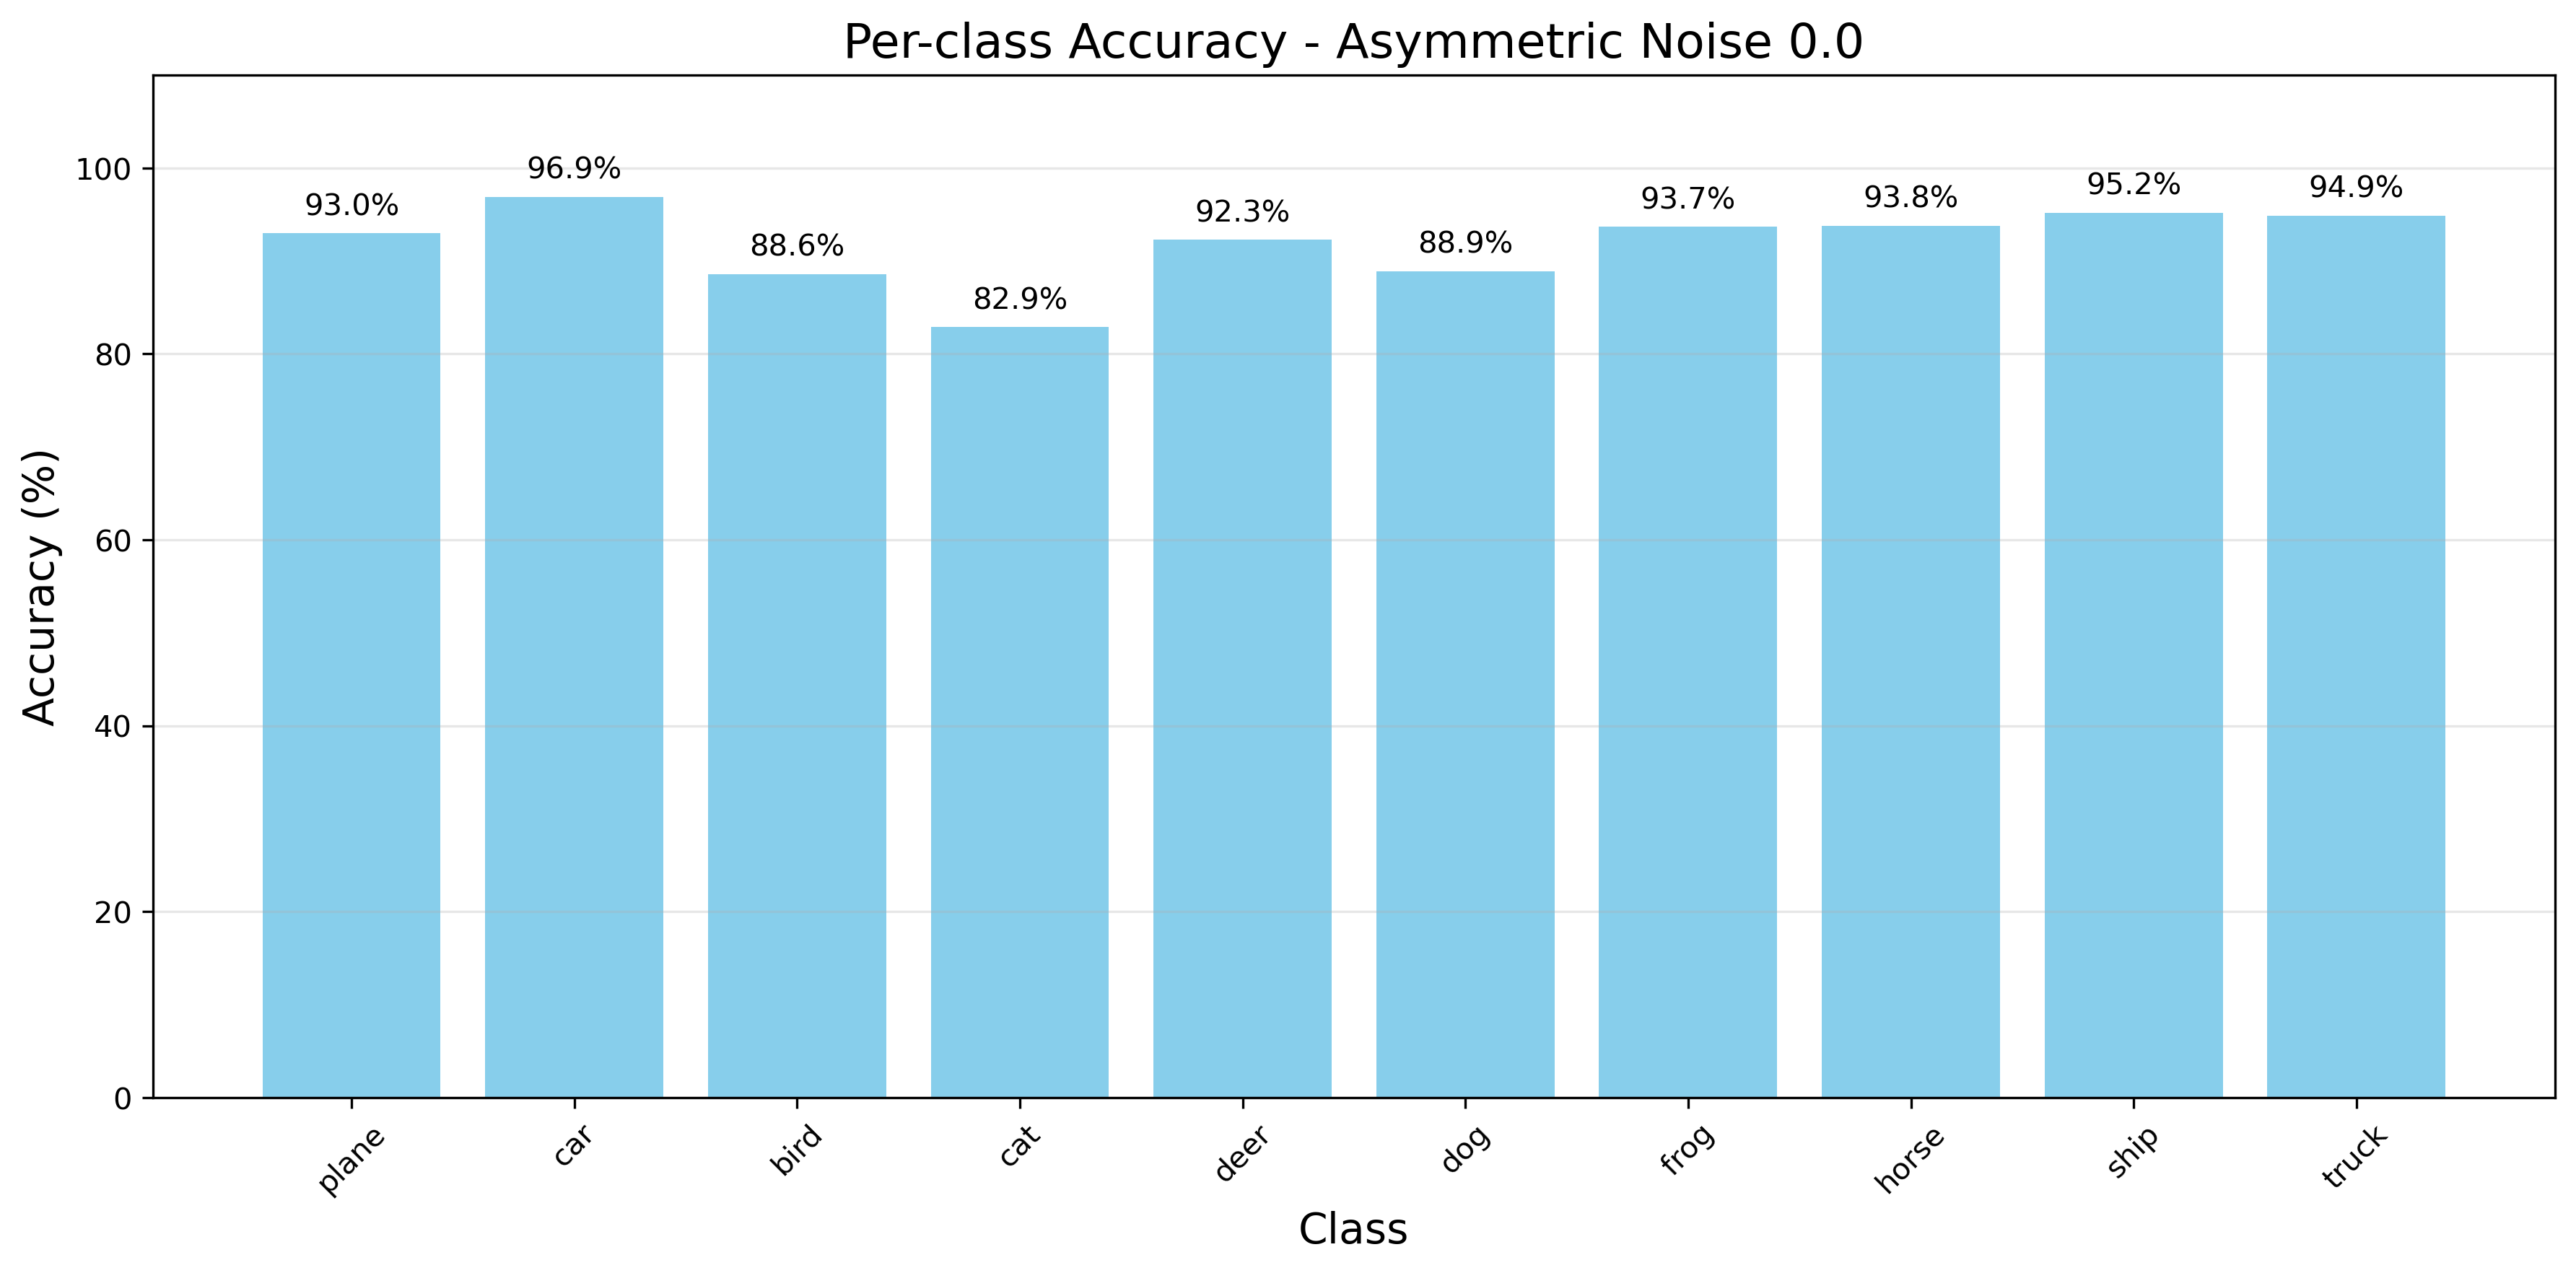 Per-class Accuracy - Asymmetric Noise 0.0
Accuracy (%)
100
80
60
40
20
0
93.0%
96.9%
88.6%
82.9%
92.3%
88.9%
93.7%
93.8%
95.2%
94.9%
plane
car
bird
cat
deer
dog
frog
horse
ship
truck
Class